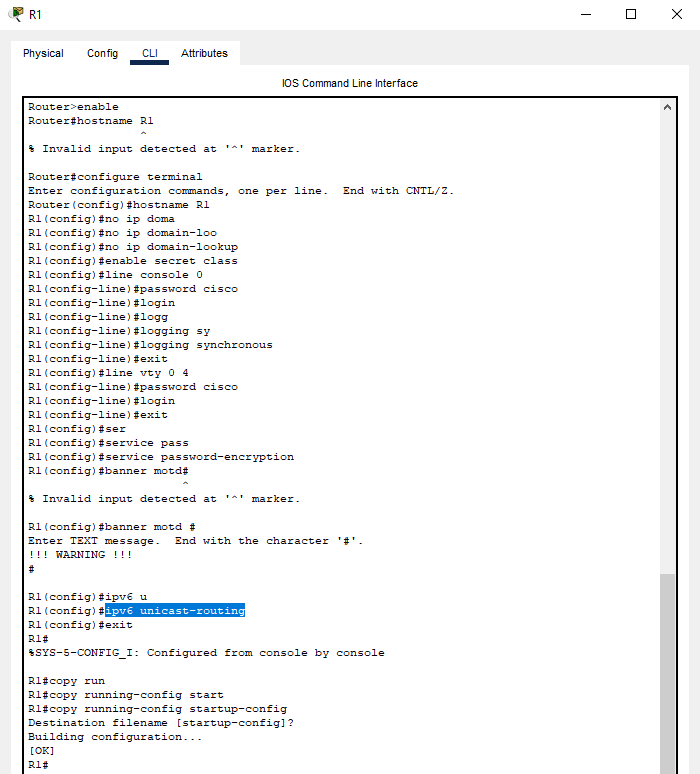 R1
Physical Config CLI Attributes
IOS Command Line Interface
Router>enable
Router#hostname R1
^
% Invalid input detected at '^' marker.
Router#configure terminal
Enter configuration commands, one per line.  End with CNTL/Z.
Router(config)#hostname R1
R1(config)#no ip doma
R1(config)#no ip domain-loo
R1(config)#no ip domain-lookup
R1(config)#enable secret class
R1(config)#line console 0
R1(config-line)#password cisco
R1(config-line)#login
R1(config-line)#logg
R1(config-line)#logging sy
R1(config-line)#logging synchronous
R1(config-line)#exit
R1(config)#line vty 0 4
R1(config-line)#password cisco
R1(config-line)#login
R1(config-line)#exit
R1(config)#ser
R1(config)#service pass
R1(config)#service password-encryption
R1(config)#banner motd#
^
% Invalid input detected at '^' marker.
R1(config)#banner motd #
Enter TEXT message.  End with the character '#'.
!!! WARNING !!!
#
R1(config)#ipv6 u
R1(config)#ipv6 unicast-routing
R1(config)#exit
R1#
%SYS-5-CONFIG_I: Configured from console by console
R1#copy run
R1#copy running-config start
R1#copy running-config startup-config
Destination filename [startup-config]?
Building configuration...
[OK]
R1#